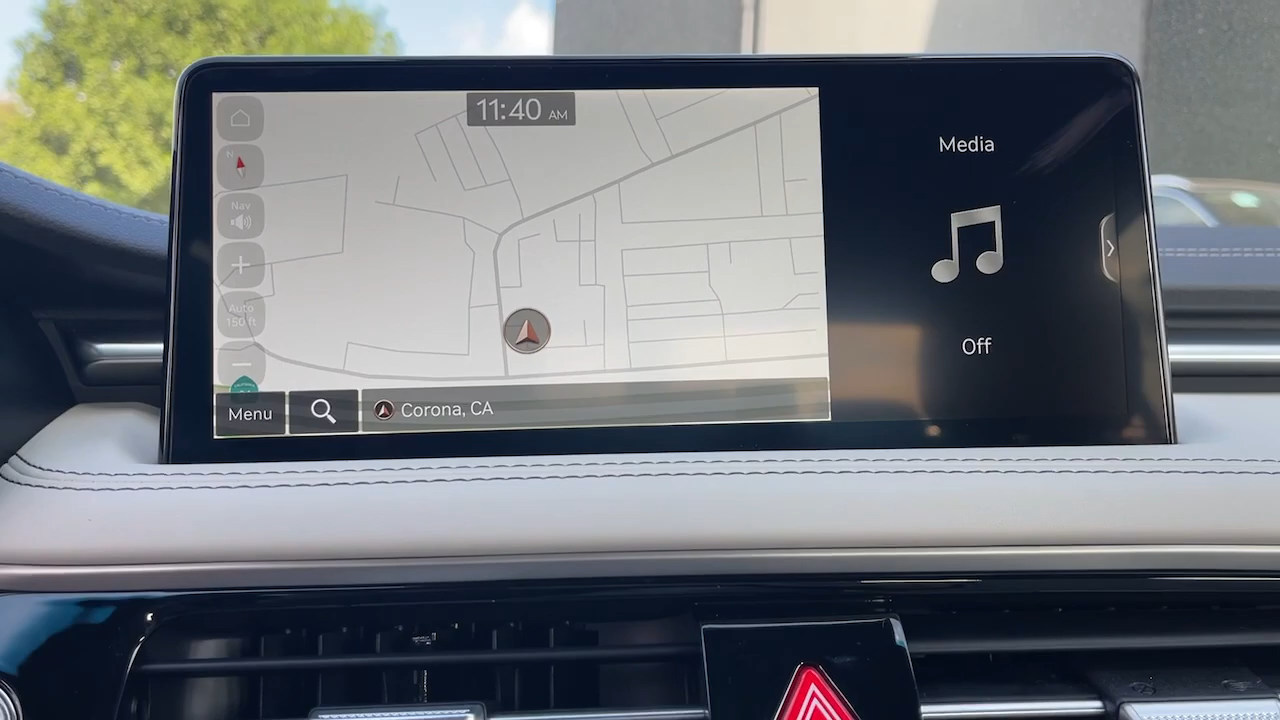 11:40 AM
N
Nav
+
Auto
150 ft
−
Menu
Corona, CA
Media
Off